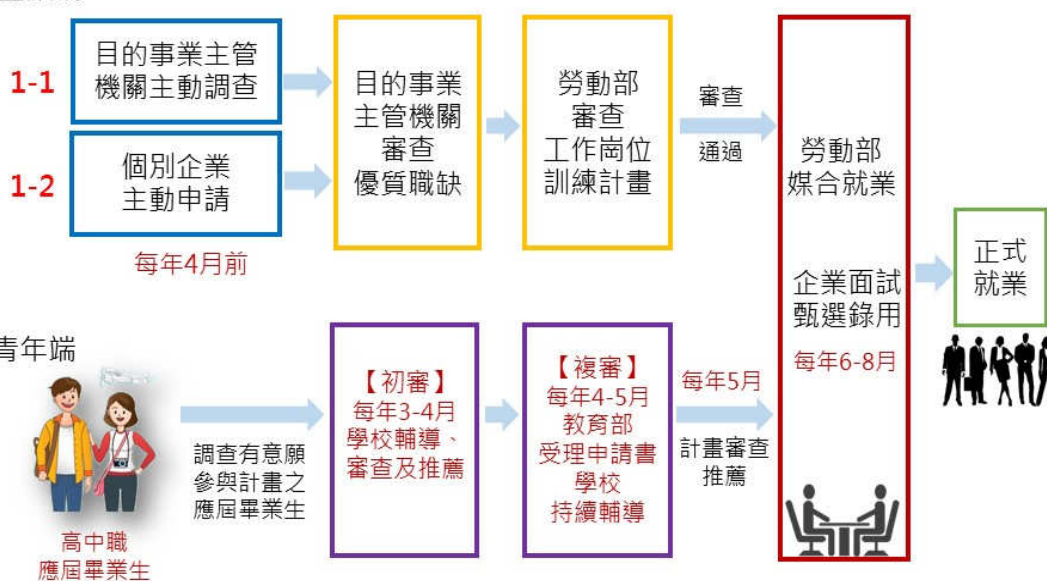 1-1
目的事業主管
機關主動調查
1-2
個別企業
主動申請
每年4月前
目的事業
主管機關
審查
優質職缺
勞動部
審查
工作崗位
訓練計畫
審查
通過
勞動部
媒合就業
企業面試
甄選錄用
每年6-8月
正式
就業
青年端
高中職
應屆畢業生
調查有意願
參與計畫之
應屆畢業生
【初審】
每年3-4月
學校輔導、
審查及推薦
【複審】
每年4-5月
教育部
受理申請書
學校
持續輔導
每年5月
計畫審查
推薦